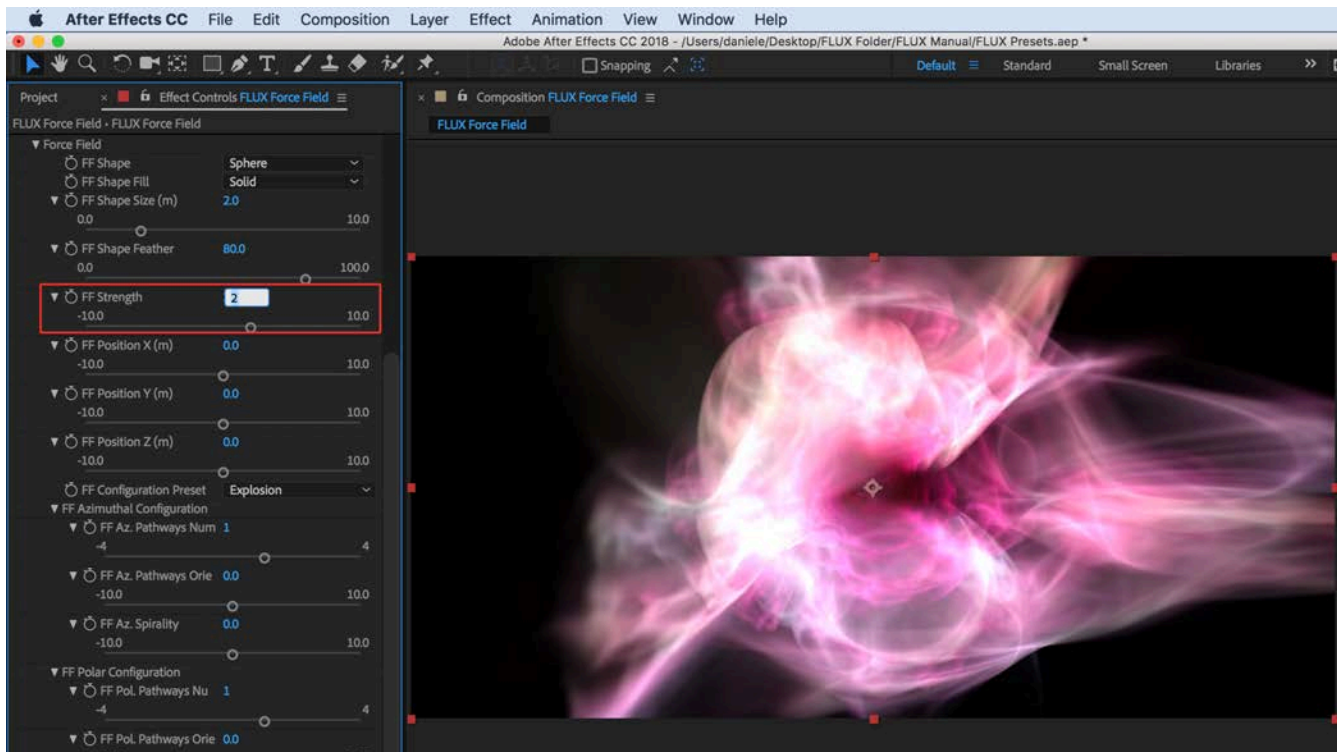 After Effects CC File Edit Composition Layer Effect Animation View Window Help
Adobe After Effects CC 2018 - /Users/daniele/Desktop/FLUX Folder/FLUX Manual/FLUX Presets.aep *
Snapping Default Standard Small Screen Libraries »
Project × Effect Controls FLUX Force Field
× Composition FLUX Force Field
FLUX Force Field • FLUX Force Field
FLUX Force Field
Force Field
FF Shape Sphere
FF Shape Fill Solid
FF Shape Size (m) 2.0
0.0 10.0
FF Shape Feather 80.0
0.0 100.0
FF Strength 2
-10.0 10.0
FF Position X (m) 0.0
-10.0 10.0
FF Position Y (m) 0.0
-10.0 10.0
FF Position Z (m) 0.0
-10.0 10.0
FF Configuration Preset Explosion
FF Azimuthal Configuration
FF Az. Pathways Num 1
-4 4
FF Az. Pathways Orie 0.0
-10.0 10.0
FF Az. Spirality 0.0
-10.0 10.0
FF Polar Configuration
FF Pol. Pathways Nu 1
-4 4
FF Pol. Pathways Orie 0.0